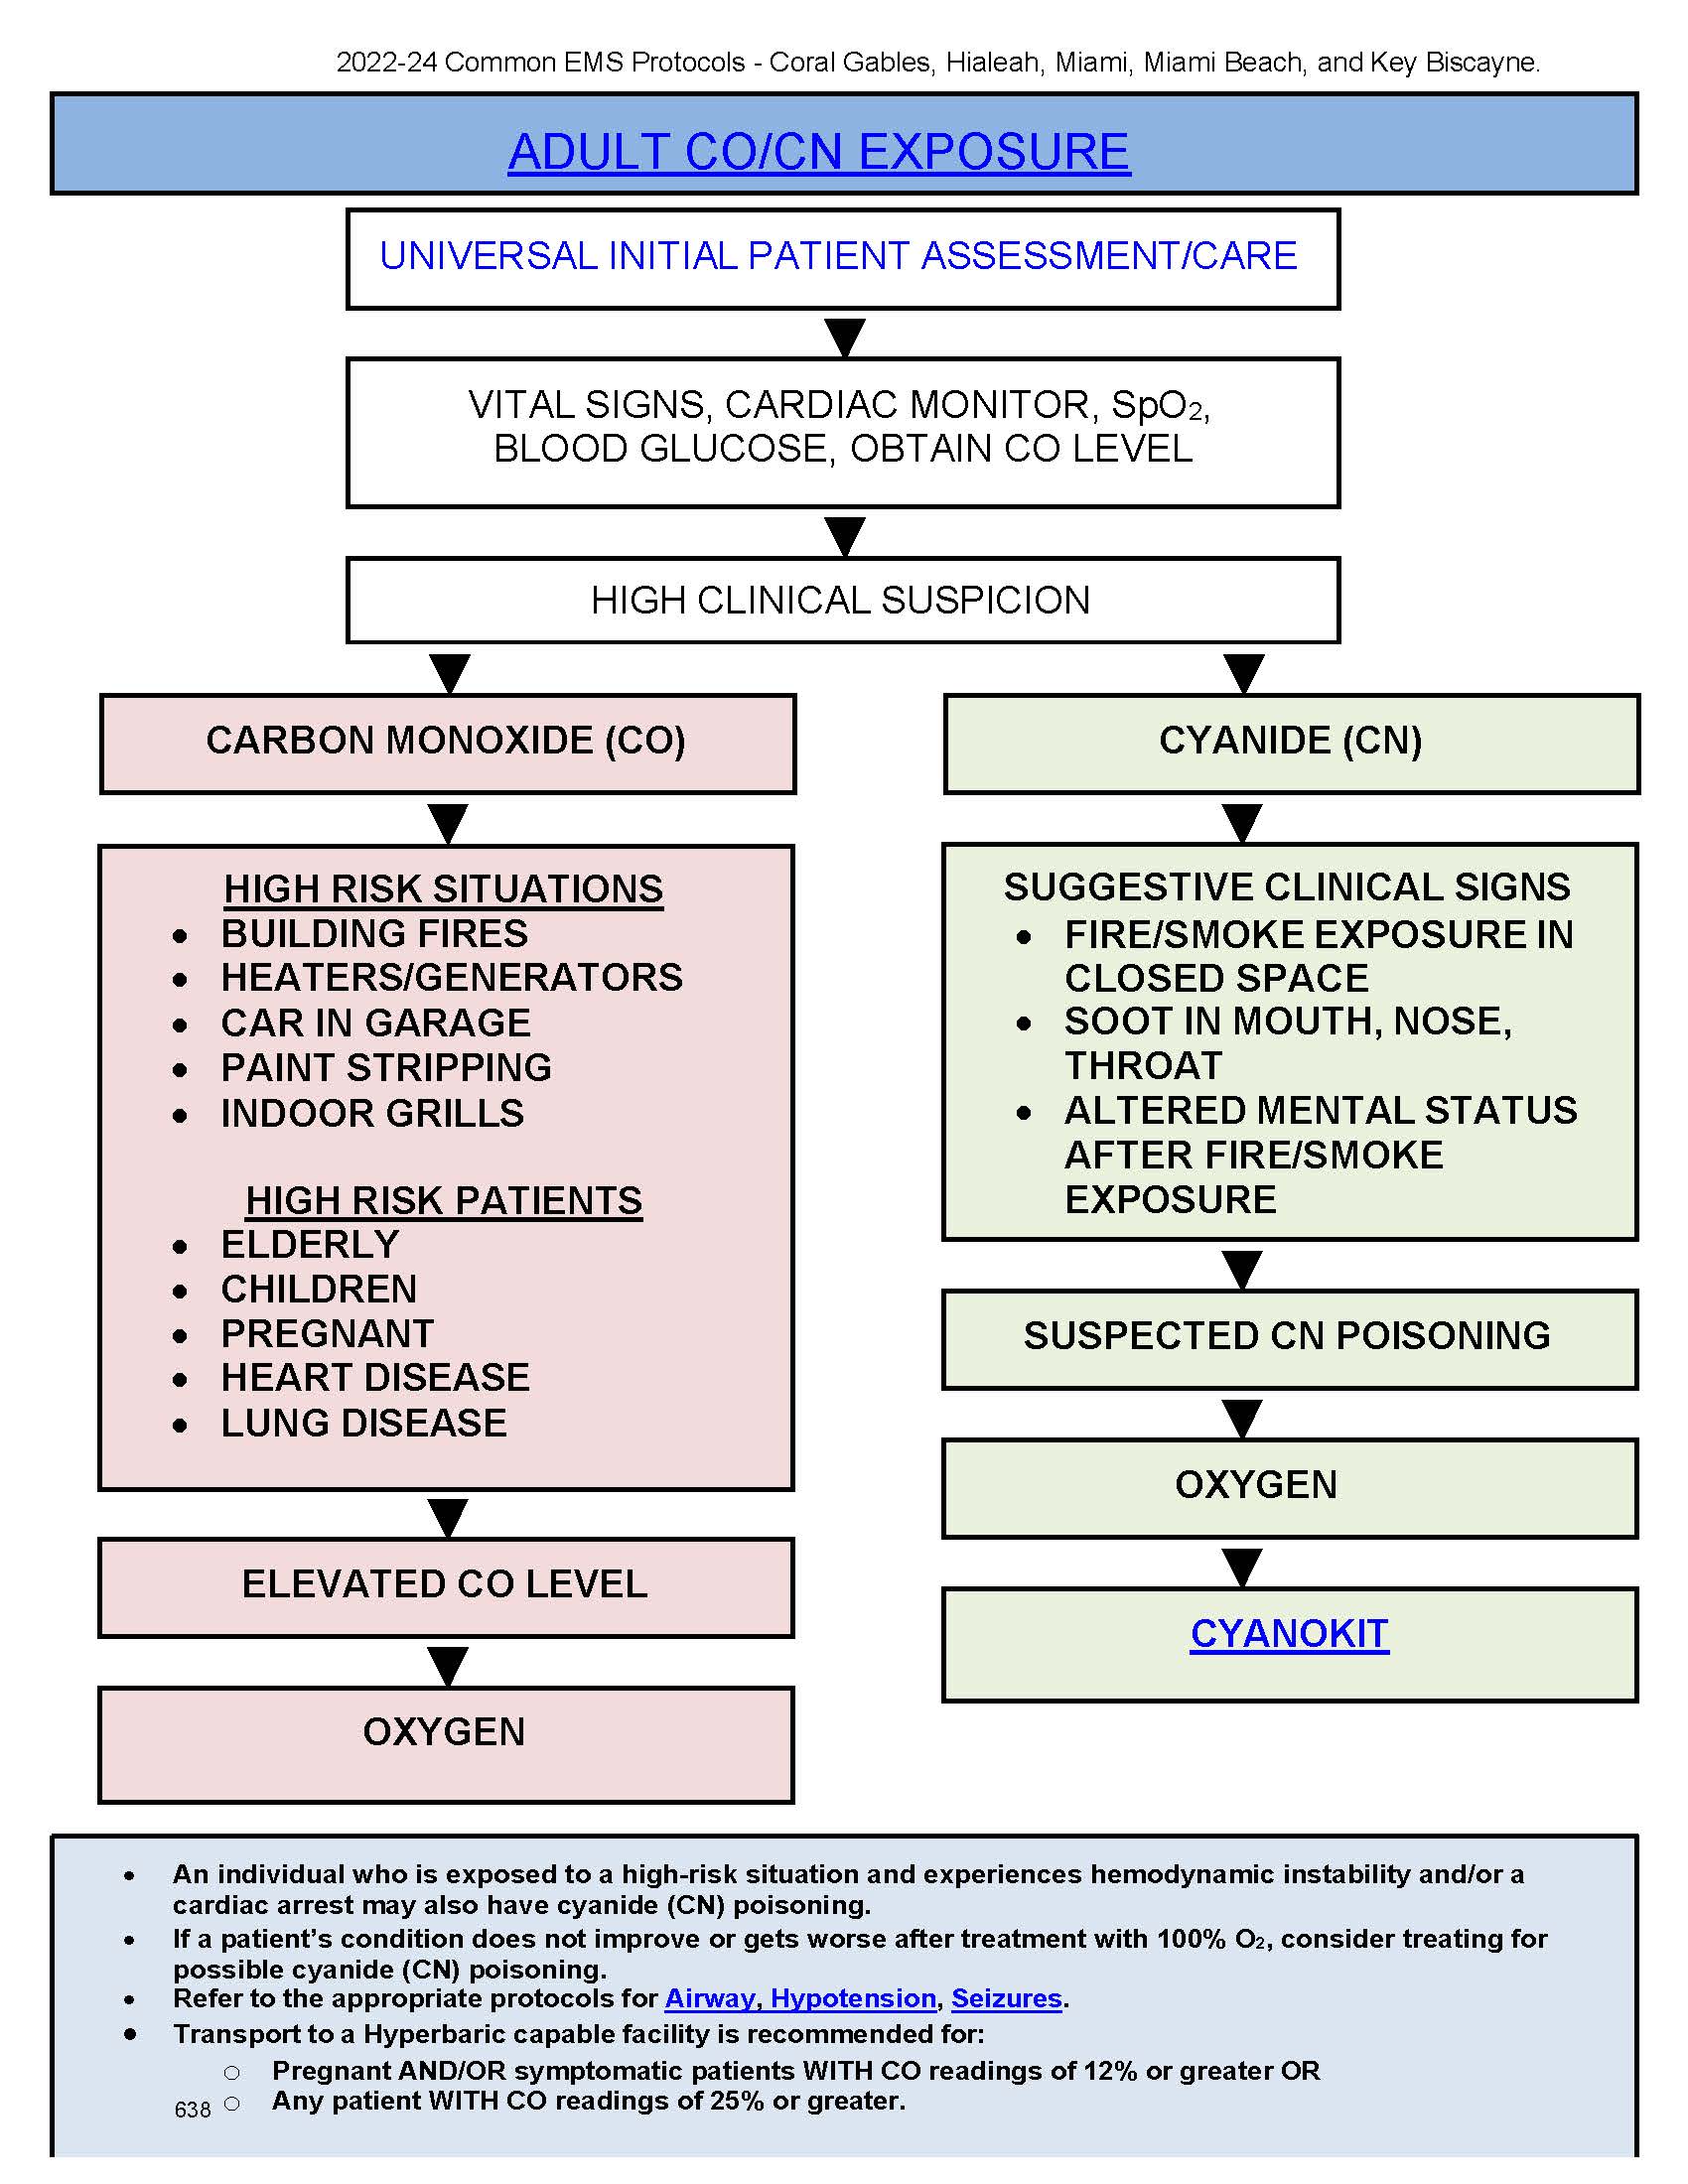 2022-24 Common EMS Protocols - Coral Gables, Hialeah, Miami, Miami Beach, and Key Biscayne.
ADULT CO/CN EXPOSURE
UNIVERSAL INITIAL PATIENT ASSESSMENT/CARE
VITAL SIGNS, CARDIAC MONITOR, SpO₂,
BLOOD GLUCOSE, OBTAIN CO LEVEL
HIGH CLINICAL SUSPICION
CARBON MONOXIDE (CO)
HIGH RISK SITUATIONS
• BUILDING FIRES
• HEATERS/GENERATORS
• CAR IN GARAGE
• PAINT STRIPPING
• INDOOR GRILLS
HIGH RISK PATIENTS
• ELDERLY
• CHILDREN
• PREGNANT
• HEART DISEASE
• LUNG DISEASE
ELEVATED CO LEVEL
OXYGEN
CYANIDE (CN)
SUGGESTIVE CLINICAL SIGNS
• FIRE/SMOKE EXPOSURE IN
CLOSED SPACE
• SOOT IN MOUTH, NOSE,
THROAT
• ALTERED MENTAL STATUS
AFTER FIRE/SMOKE
EXPOSURE
SUSPECTED CN POISONING
OXYGEN
CYANOKIT
• An individual who is exposed to a high-risk situation and experiences hemodynamic instability and/or a
cardiac arrest may also have cyanide (CN) poisoning.
• If a patient’s condition does not improve or gets worse after treatment with 100% O₂, consider treating for
possible cyanide (CN) poisoning.
• Refer to the appropriate protocols for Airway, Hypotension, Seizures.
• Transport to a Hyperbaric capable facility is recommended for:
○ Pregnant AND/OR symptomatic patients WITH CO readings of 12% or greater OR
○ Any patient WITH CO readings of 25% or greater.
638